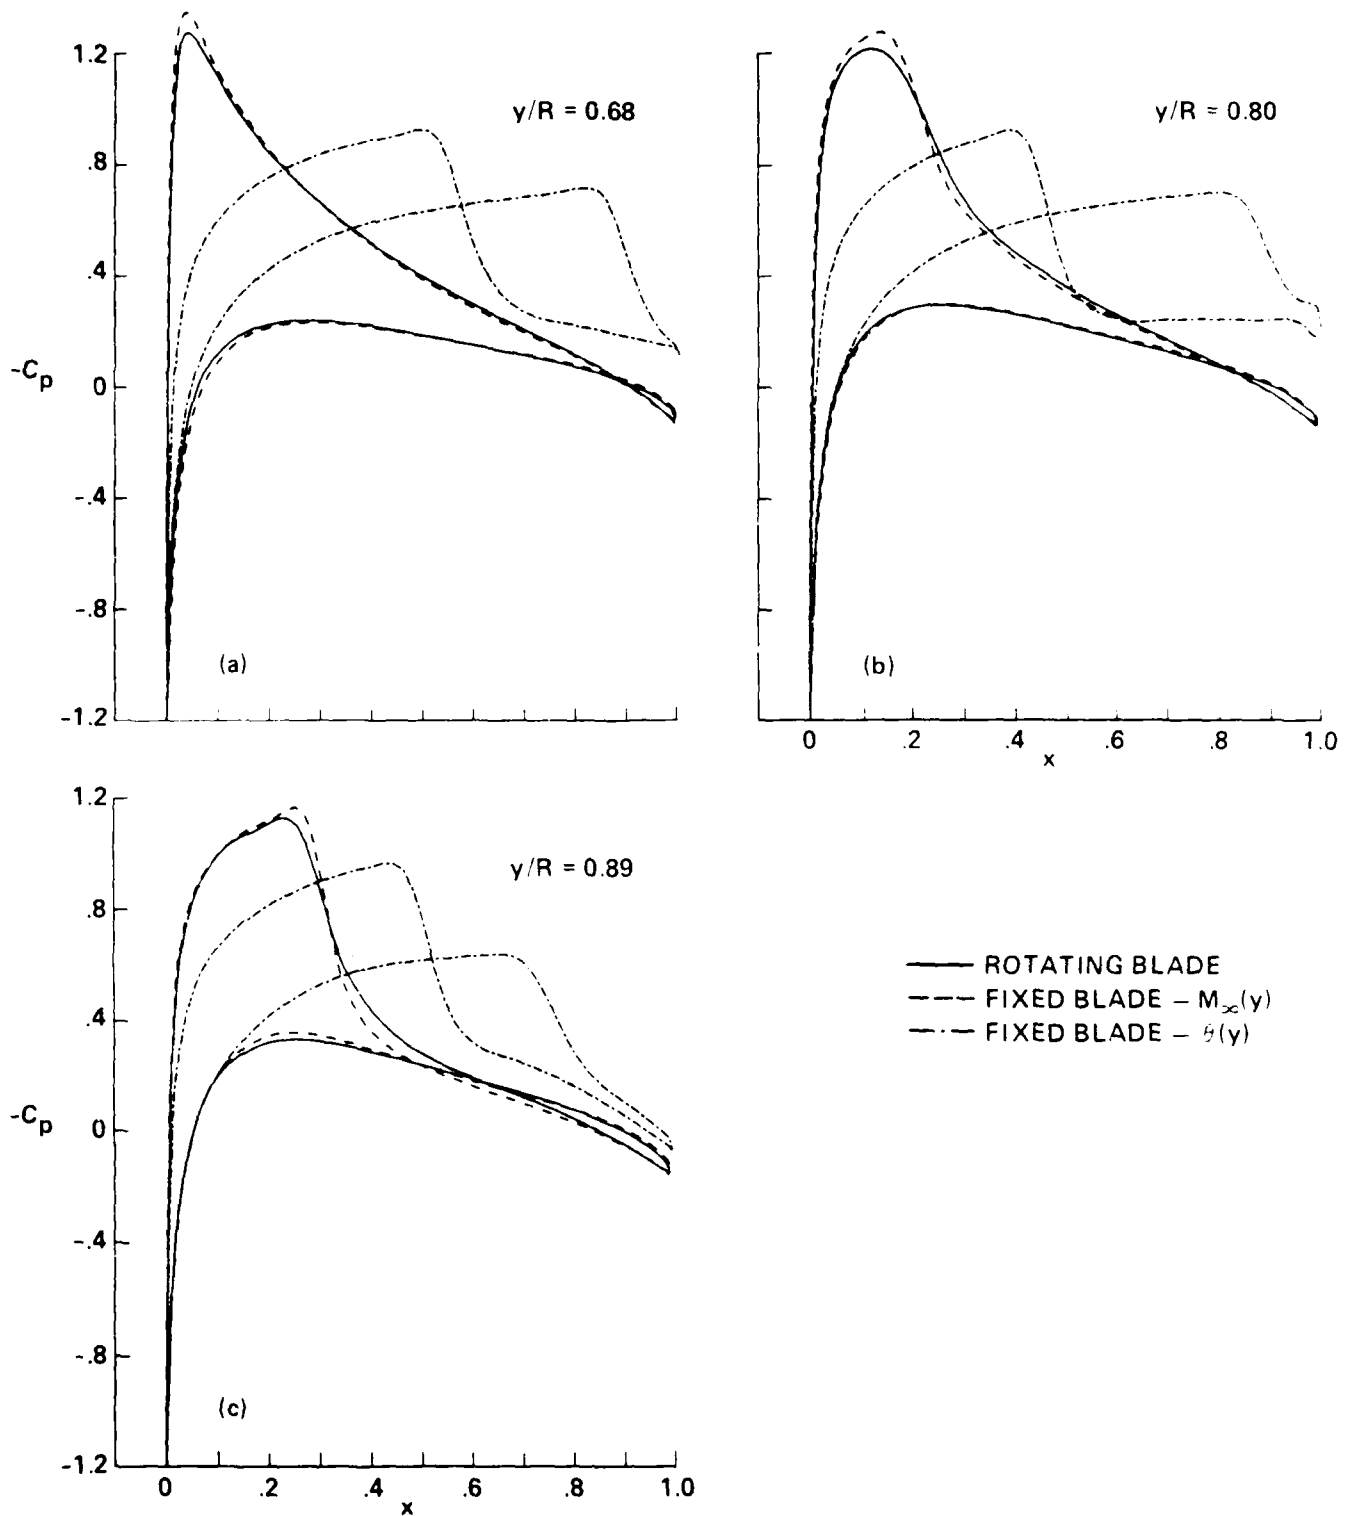 1.2
.8
.4
0
-.4
-.8
-1.2
-Cp
y/R = 0.68
(a)
y/R = 0.80
(b)
0 .2 .4 .6 .8 1.0
x
1.2
.8
.4
0
-.4
-.8
-1.2
-Cp
y/R = 0.89
(c)
0 .2 .4 .6 .8 1.0
x
ROTATING BLADE
FIXED BLADE – M∞(y)
FIXED BLADE – θ(y)